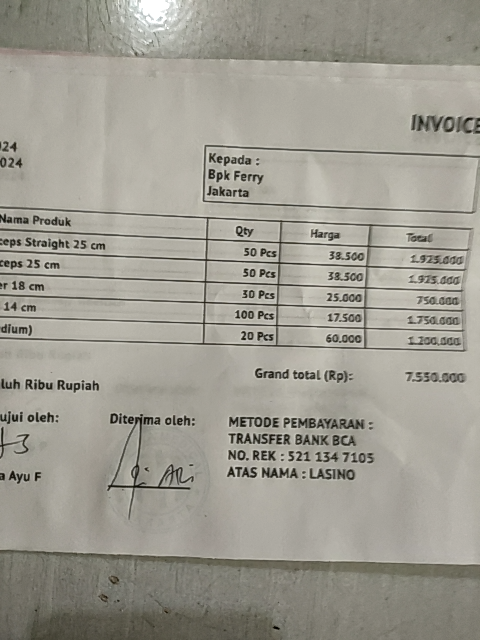 INVOICE
024
2024
Kepada :
Bpk Ferry
Jakarta
Nama Produk Qty Harga Total
ceps Straight 25 cm 50 Pcs 38.500 1.925.000
ceps 25 cm 50 Pcs 38.500 1.925.000
er 18 cm 30 Pcs 25.000 750.000
14 cm 100 Pcs 17.500 1.750.000
dium) 20 Pcs 60.000 1.200.000
Grand total (Rp): 7.550.000
luh Ribu Rupiah
ujui oleh: Diterima oleh:
a Ayu F
ARi
METODE PEMBAYARAN :
TRANSFER BANK BCA
NO. REK : 521 134 7105
ATAS NAMA : LASINO